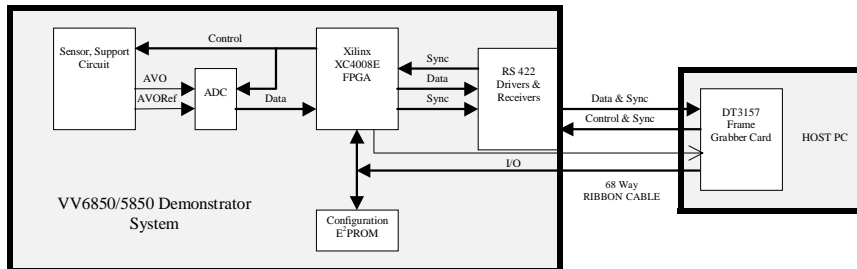 Sensor, Support
Circuit
Control
AVO
AVORef
ADC
Data
Xilinx
XC4008E
FPGA
Sync
Data
Sync
RS 422
Drivers &
Receivers
Data & Sync
Control & Sync
I/O
68 Way
RIBBON CABLE
DT3157
Frame
Grabber Card
HOST PC
VV6850/5850 Demonstrator
System
Configuration
E²PROM